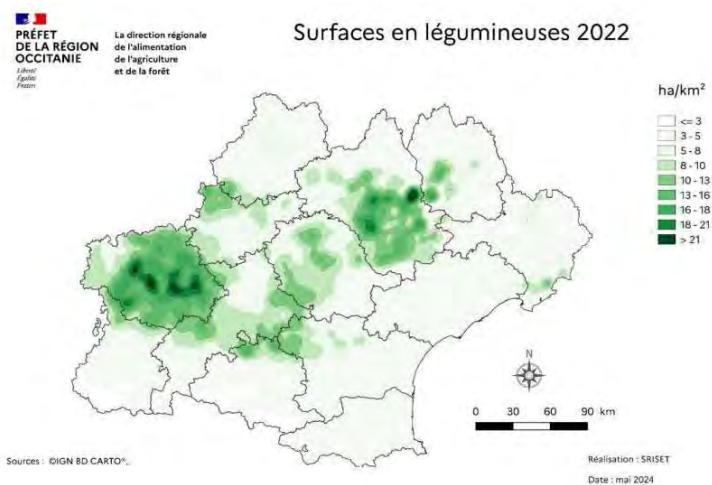 PRÉFET
DE LA RÉGION
OCCITANIE
Liberté
Égalité
Fraternité
La direction régionale
de l'alimentation
de l'agriculture
et de la forêt
Surfaces en légumineuses 2022
ha/km²
<= 3
3 - 5
5 - 8
8 - 10
10 - 13
13 - 16
16 - 18
18 - 21
> 21
N
0 30 60 90 km
Sources : ©IGN BD CARTO®,
Réalisation : SRISET
Date : mai 2024